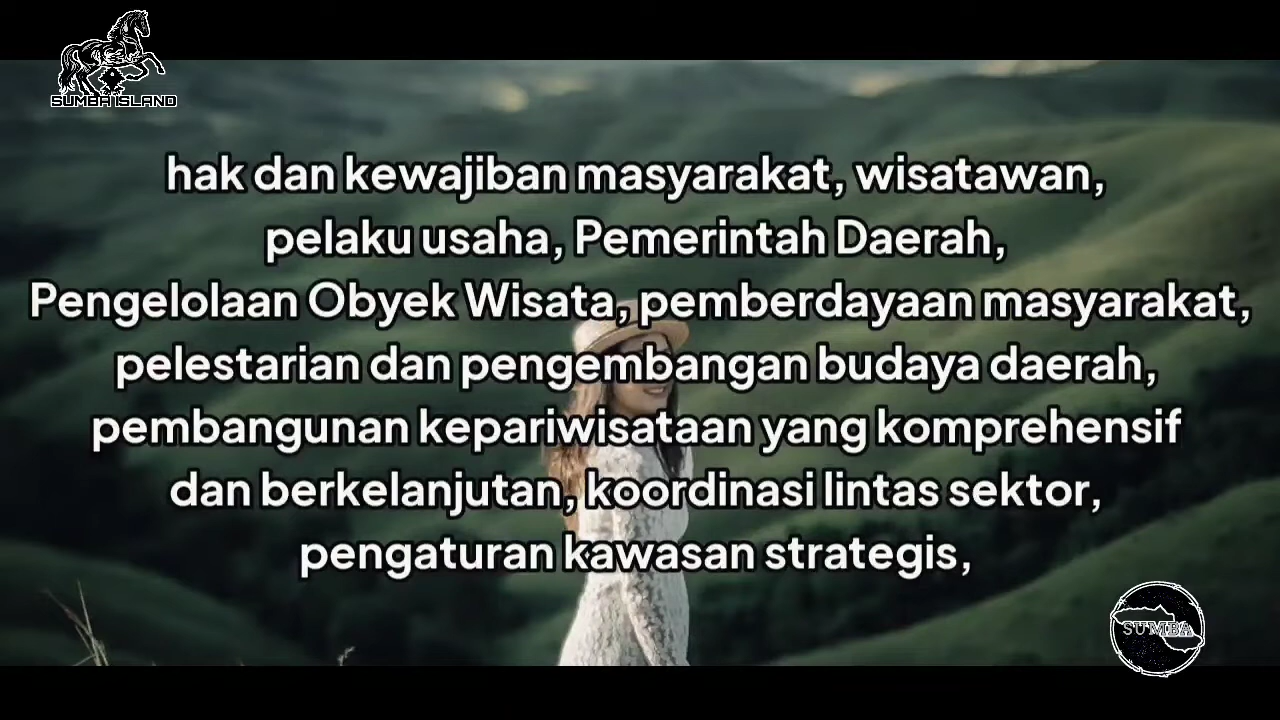 SUMBA ISLAND
hak dan kewajiban masyarakat, wisatawan,
pelaku usaha, Pemerintah Daerah,
Pengelolaan Obyek Wisata, pemberdayaan masyarakat,
pelestarian dan pengembangan budaya daerah,
pembangunan kepariwisataan yang komprehensif
dan berkelanjutan, koordinasi lintas sektor,
pengaturan kawasan strategis,
SUMBA